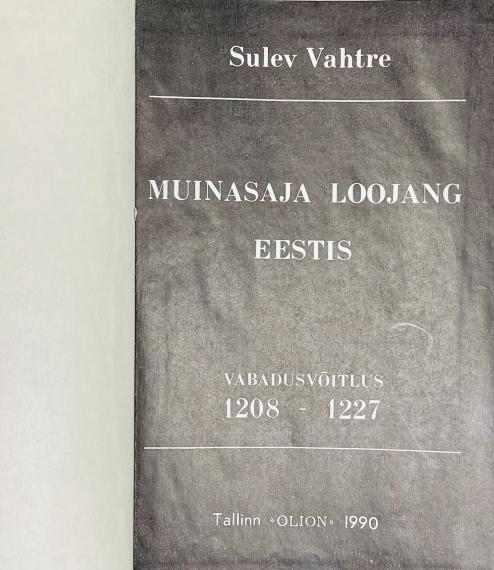 Sulev Vahtre
MUINASAJA LOOJANG
EESTIS
VABADUSVÕITLUS
1208 - 1227
Tallinn «OLION» 1990